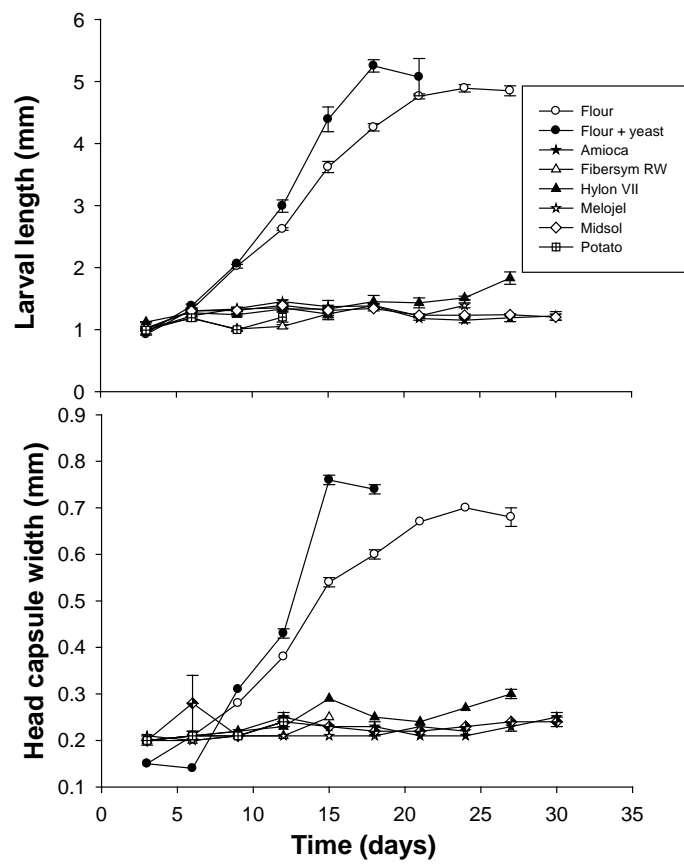 6
5
4
3
2
1
0
Larval length (mm)
Flour
Flour + yeast
Amioca
Fibersym RW
Hylon VII
Melojel
Midsol
Potato
0.9
0.8
0.7
0.6
0.5
0.4
0.3
0.2
0.1
Head capsule width (mm)
0 5 10 15 20 25 30 35
Time (days)